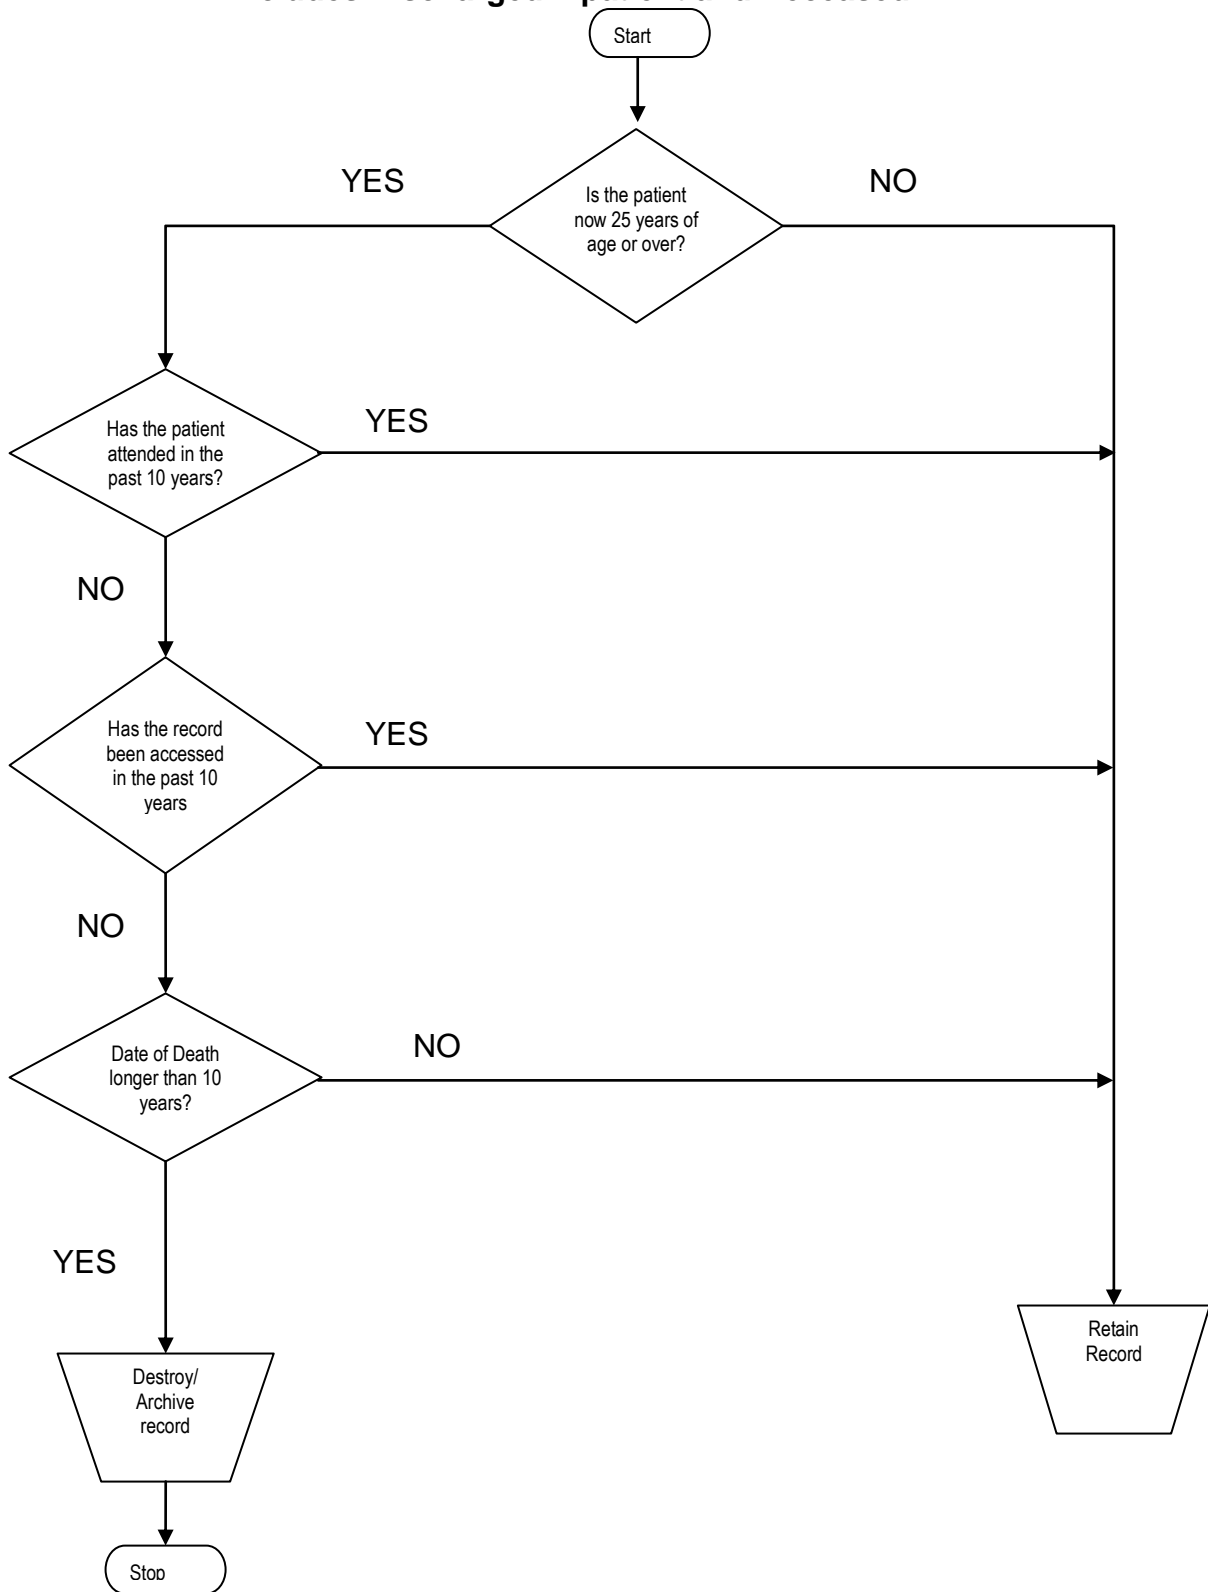 Start
YES
NO
Is the patient
now 25 years of
age or over?
Has the patient
attended in the
past 10 years?
YES
NO
Has the record
been accessed
in the past 10
years
YES
NO
Date of Death
longer than 10
years?
NO
YES
Retain
Record
Destroy/
Archive
record
Stop